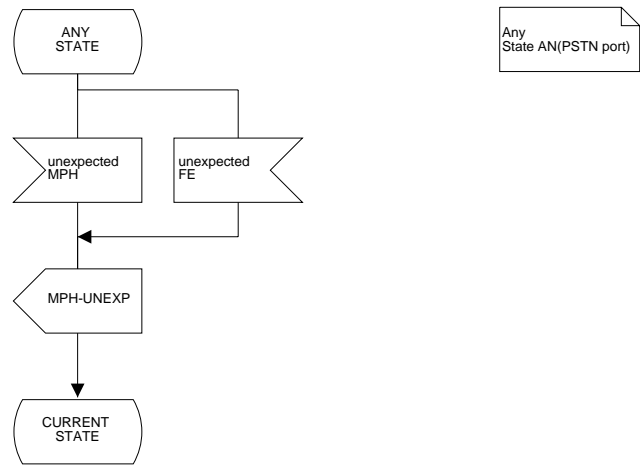 ANY
STATE
Any
State AN(PSTN port)
unexpected
MPH
unexpected
FE
MPH-UNEXP
CURRENT
STATE